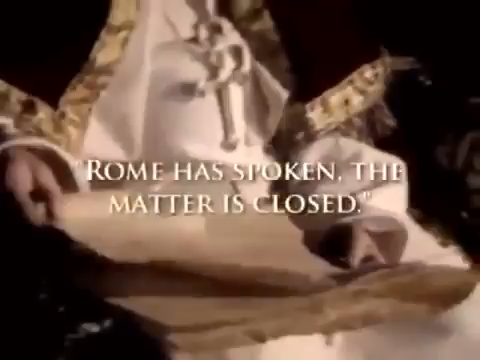 "ROME HAS SPOKEN, THE
MATTER IS CLOSED."